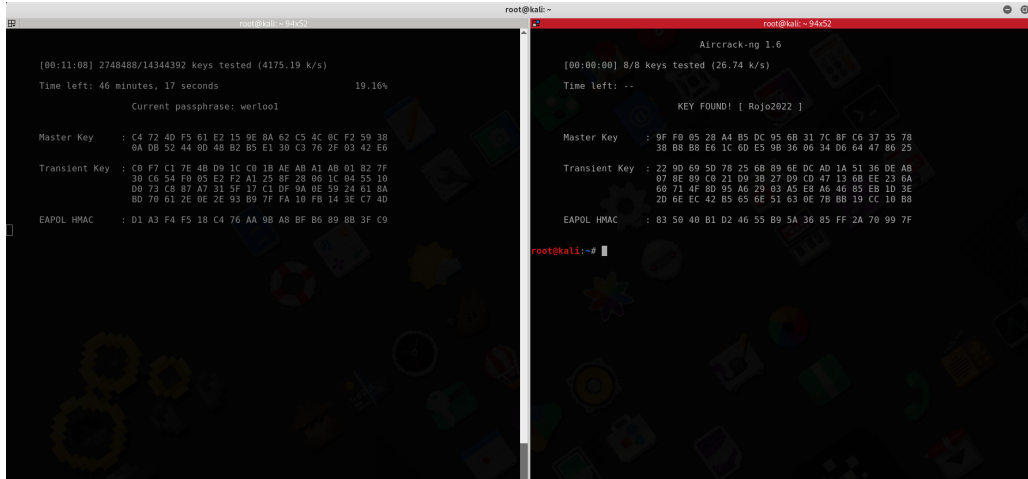 root@kali: ~
root@kali: ~ 94x52
[00:11:08] 2748488/14344392 keys tested (4175.19 k/s)
Time left: 46 minutes, 17 seconds 19.16%
Current passphrase: werloo1
Master Key : C4 72 4D F5 61 E2 15 9E 8A 62 C5 4C 0C F2 59 38
0A DB 52 44 0D 48 B2 B5 E1 30 C3 76 2F 03 42 E6
Transient Key : C0 F7 C1 7E 4B D9 1C C0 1B AE AB A1 AB 01 82 7F
30 C6 54 F0 05 E2 F2 A1 25 8F 28 06 1C 04 55 10
D0 73 C8 87 A7 31 5F 17 C1 DF 9A 0E 59 24 61 8A
BD 70 61 2E 0E 2E 93 B9 7F FA 10 FB 14 3E C7 4D
EAPOL HMAC : D1 A3 F4 F5 18 C4 76 AA 9B A8 BF B6 89 8B 3F C9
root@kali: ~ 94x52
Aircrack-ng 1.6
[00:00:00] 8/8 keys tested (26.74 k/s)
Time left: --
KEY FOUND! [ Rojo2022 ]
Master Key : 9F F0 05 28 A4 B5 DC 95 6B 31 7C 8F C6 37 35 78
38 B8 B8 E6 1C 6D E5 9B 36 06 34 D6 64 47 86 25
Transient Key : 22 9D 69 5D 78 25 6B 89 6E DC AD 1A 51 36 DE AB
07 8E 89 C0 21 D9 3B 27 D9 CD 47 13 6B EE 23 6A
60 71 4F 8D 95 A6 29 03 A5 E8 A6 46 85 EB 1D 3E
2D 6E EC 42 B5 65 6E 51 63 0E 7B BB 19 CC 10 B8
EAPOL HMAC : 83 50 40 B1 D2 46 55 B9 5A 36 85 FF 2A 70 99 7F
root@kali:~#